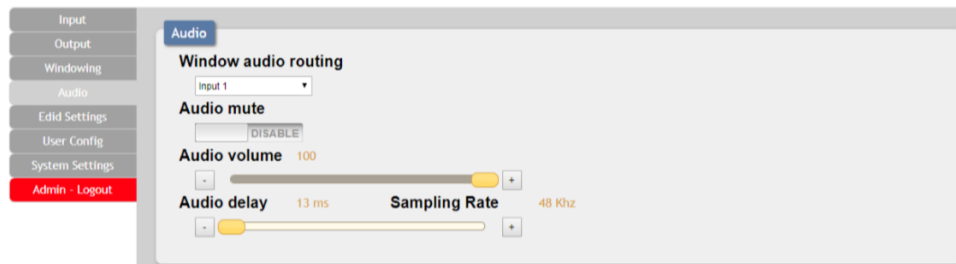 Input
Output
Windowing
Audio
Edid Settings
User Config
System Settings
Admin - Logout
Audio
Window audio routing
Input 1
Audio mute
DISABLE
Audio volume 100
- +
Audio delay 13 ms Sampling Rate 48 Khz
- +